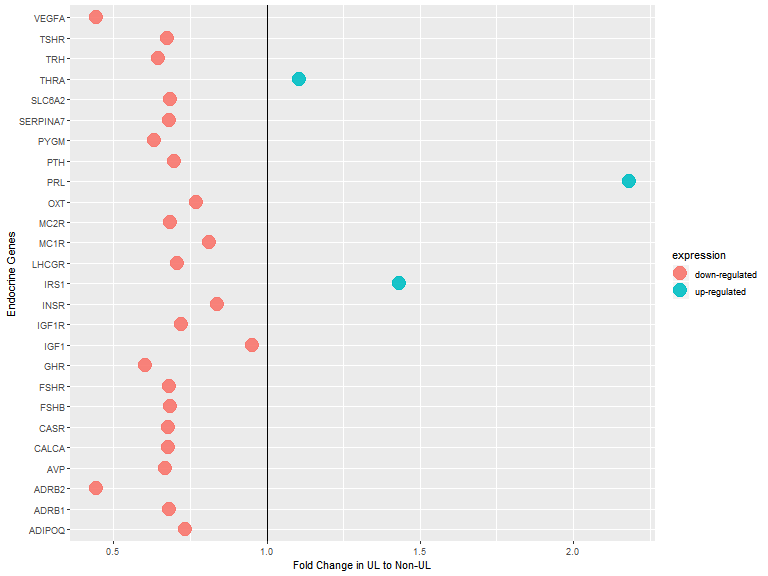 VEGFA
TSHR
TRH
THRA
SLC6A2
SERPINA7
PYGM
PTH
PRL
OXT
MC2R
MC1R
LHCGR
IRS1
INSR
IGF1R
IGF1
GHR
FSHR
FSHB
CASR
CALCA
AVP
ADRB2
ADRB1
ADIPOQ
Endocrine Genes
0.5
1.0
1.5
2.0
Fold Change in UL to Non-UL
expression
down-regulated
up-regulated